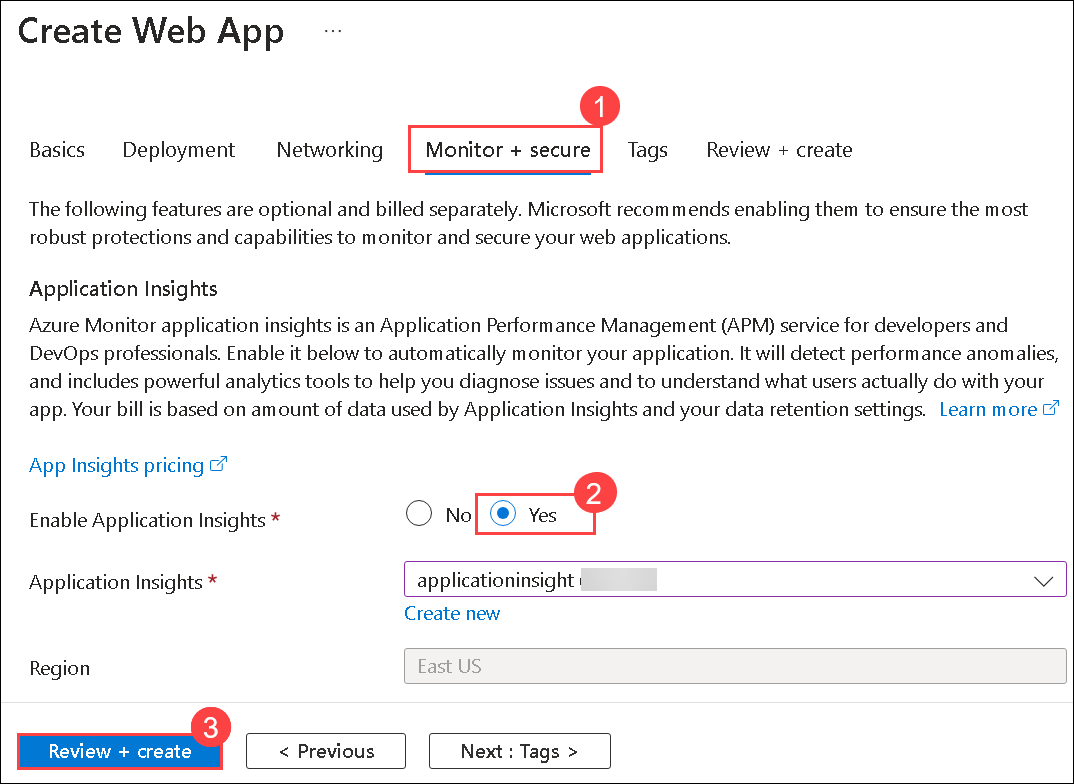 Create Web App ...
1
Basics Deployment Networking Monitor + secure Tags Review + create
The following features are optional and billed separately. Microsoft recommends enabling them to ensure the most
robust protections and capabilities to monitor and secure your web applications.
Application Insights
Azure Monitor application insights is an Application Performance Management (APM) service for developers and
DevOps professionals. Enable it below to automatically monitor your application. It will detect performance anomalies,
and includes powerful analytics tools to help you diagnose issues and to understand what users actually do with your
app. Your bill is based on amount of data used by Application Insights and your data retention settings. Learn more
App Insights pricing
2
Enable Application Insights * No Yes
Application Insights * applicationinsight
Create new
Region East US
3
Review + create < Previous Next : Tags >